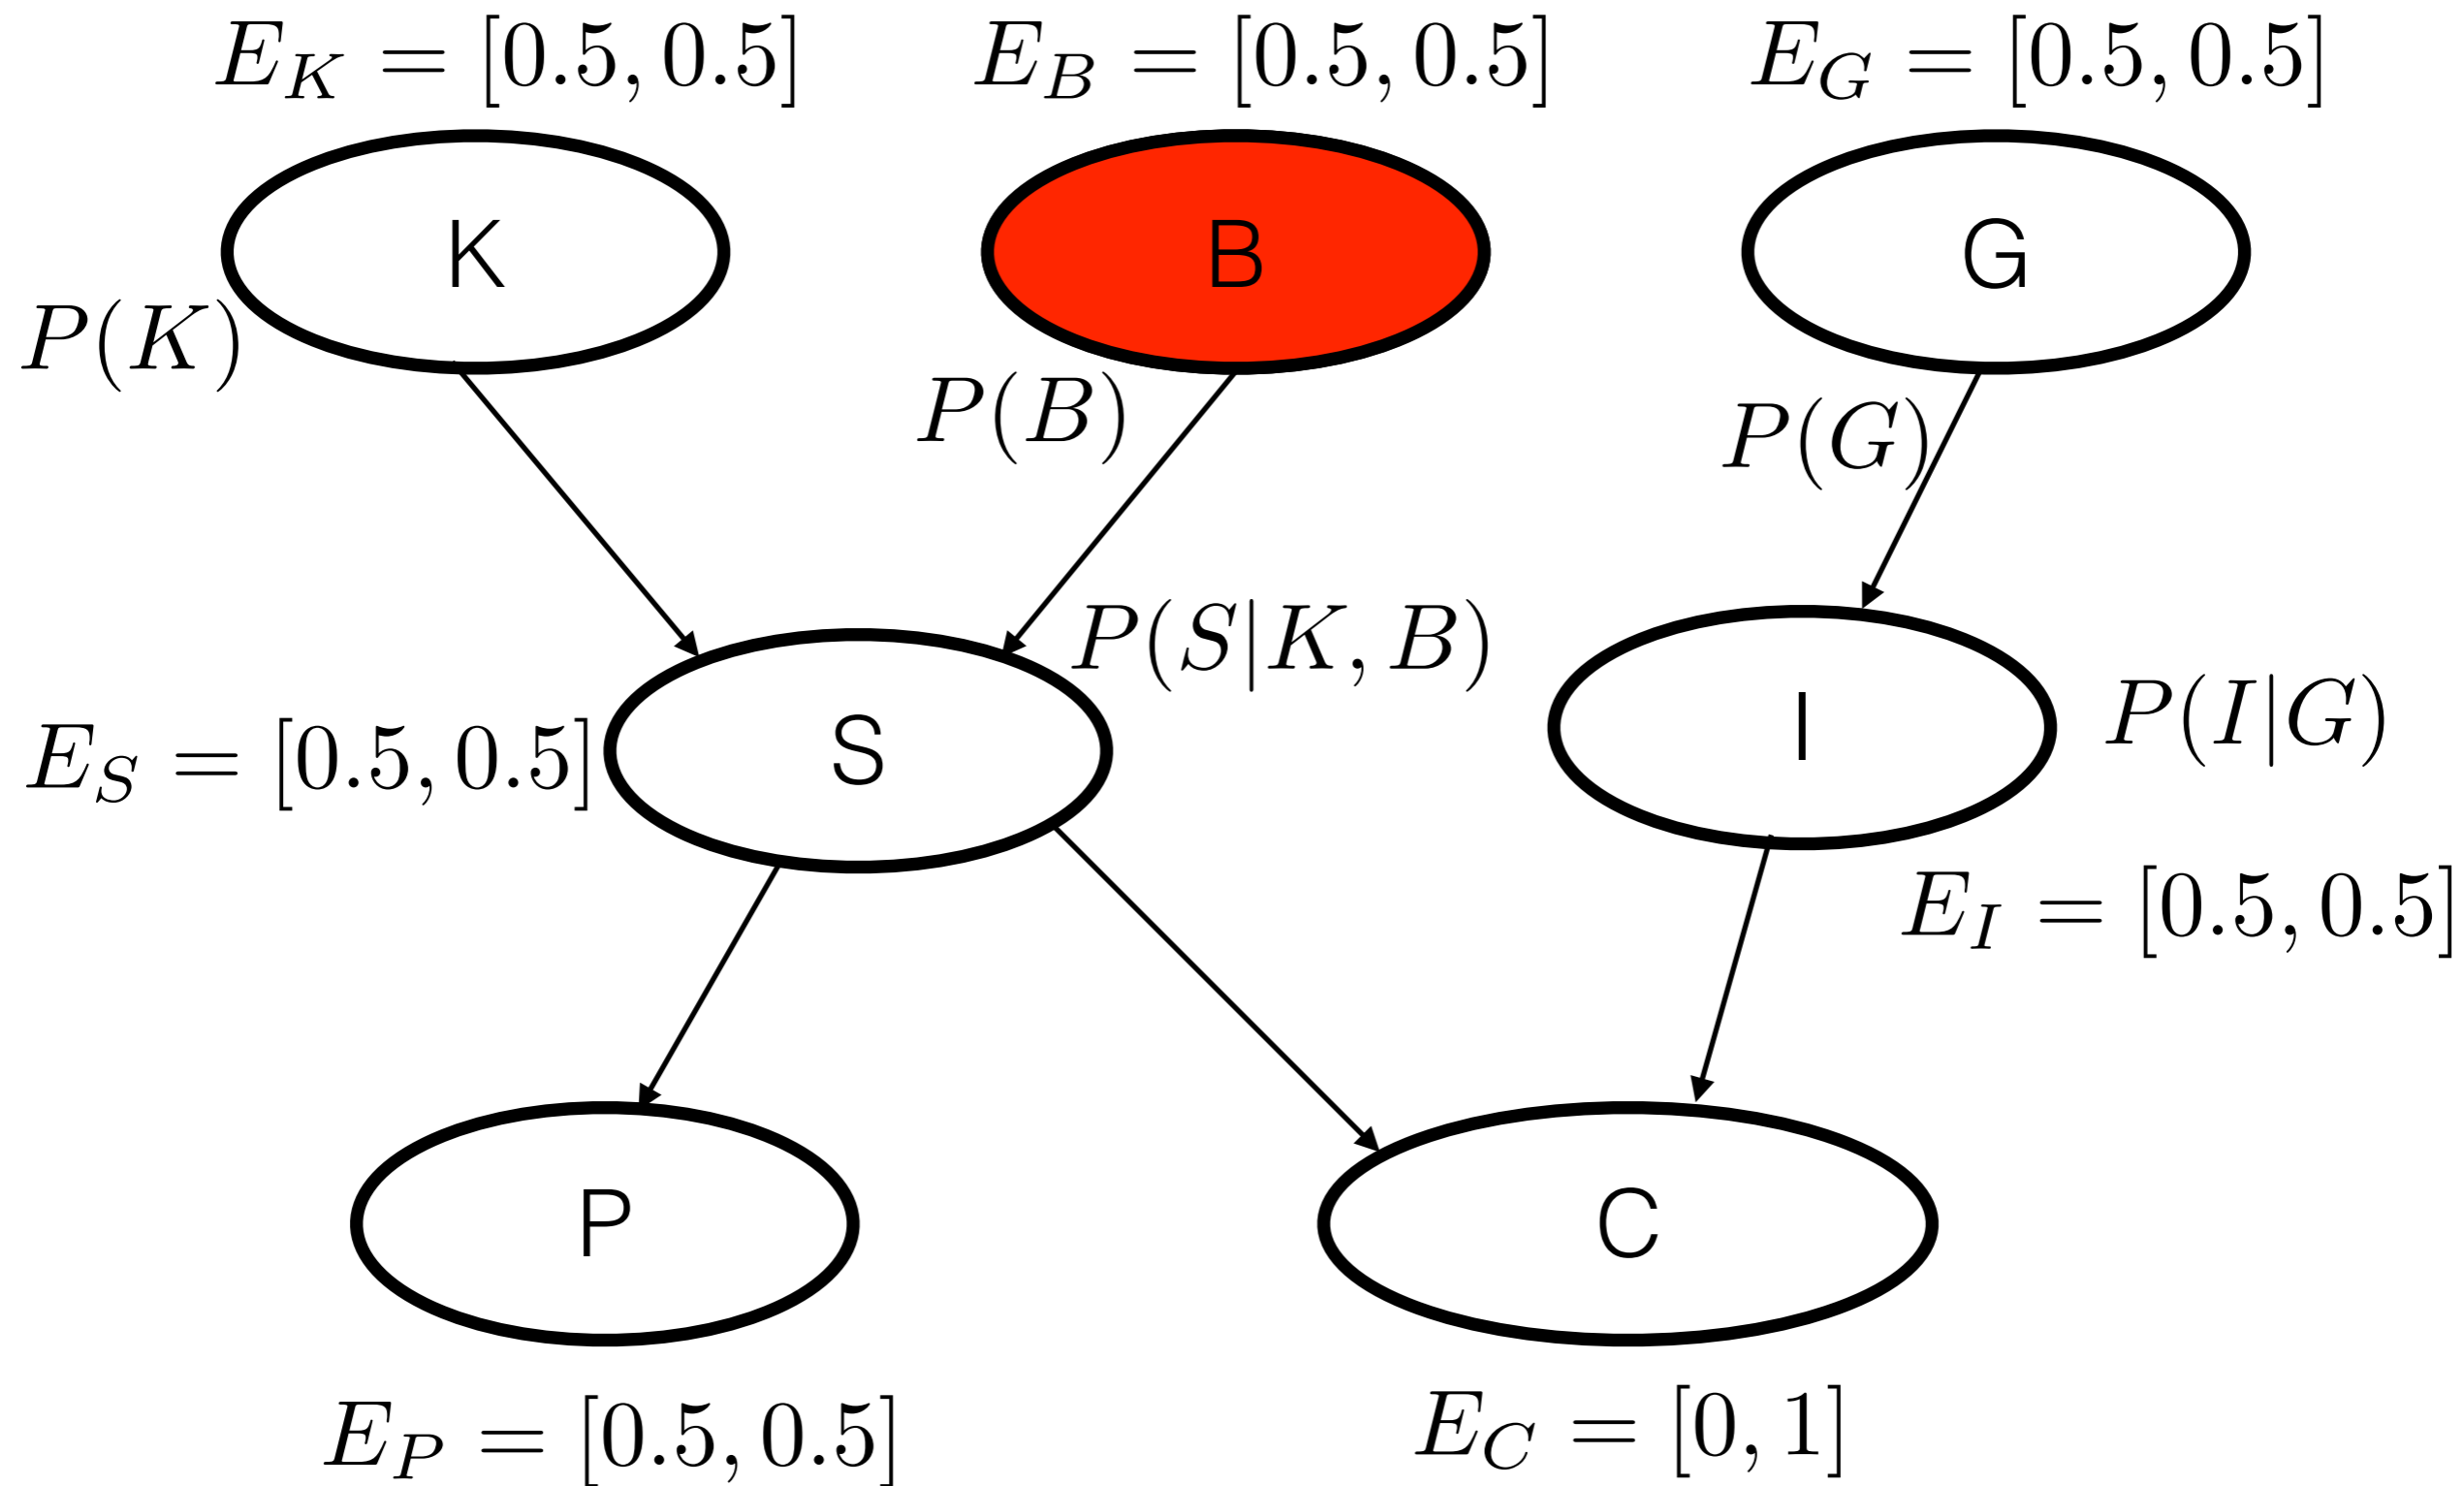 E_K = [0.5, 0.5]
E_B = [0.5, 0.5]
E_G = [0.5, 0.5]
K
B
G
P(K)
P(B)
P(G)
P(S|K, B)
P(I|G)
E_S = [0.5, 0.5]
S
I
E_I = [0.5, 0.5]
P
C
E_P = [0.5, 0.5]
E_C = [0, 1]